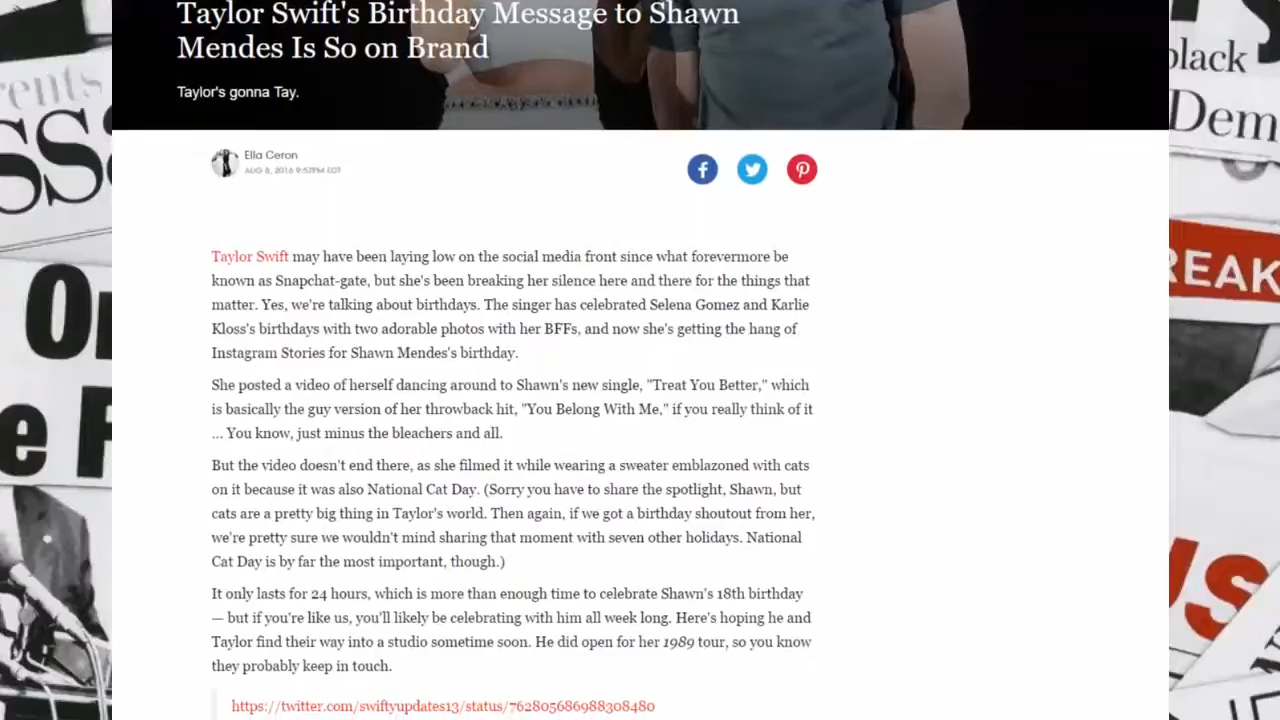 Taylor Swift's Birthday Message to Shawn
Mendes Is So on Brand
Taylor's gonna Tay.
Ella Ceron
AUG 8, 2016 9:57PM EDT
Taylor Swift may have been laying low on the social media front since what forevermore be
known as Snapchat-gate, but she's been breaking her silence here and there for the things that
matter. Yes, we're talking about birthdays. The singer has celebrated Selena Gomez and Karlie
Kloss's birthdays with two adorable photos with her BFFs, and now she's getting the hang of
Instagram Stories for Shawn Mendes's birthday.
She posted a video of herself dancing around to Shawn's new single, "Treat You Better," which
is basically the guy version of her throwback hit, "You Belong With Me," if you really think of it
... You know, just minus the bleachers and all.
But the video doesn't end there, as she filmed it while wearing a sweater emblazoned with cats
on it because it was also National Cat Day. (Sorry you have to share the spotlight, Shawn, but
cats are a pretty big thing in Taylor's world. Then again, if we got a birthday shoutout from her,
we're pretty sure we wouldn't mind sharing that moment with seven other holidays. National
Cat Day is by far the most important, though.)
It only lasts for 24 hours, which is more than enough time to celebrate Shawn's 18th birthday
— but if you're like us, you'll likely be celebrating with him all week long. Here's hoping he and
Taylor find their way into a studio sometime soon. He did open for her 1989 tour, so you know
they probably keep in touch.
https://twitter.com/swiftyupdates13/status/762805686988308480
black
Dem
REAK